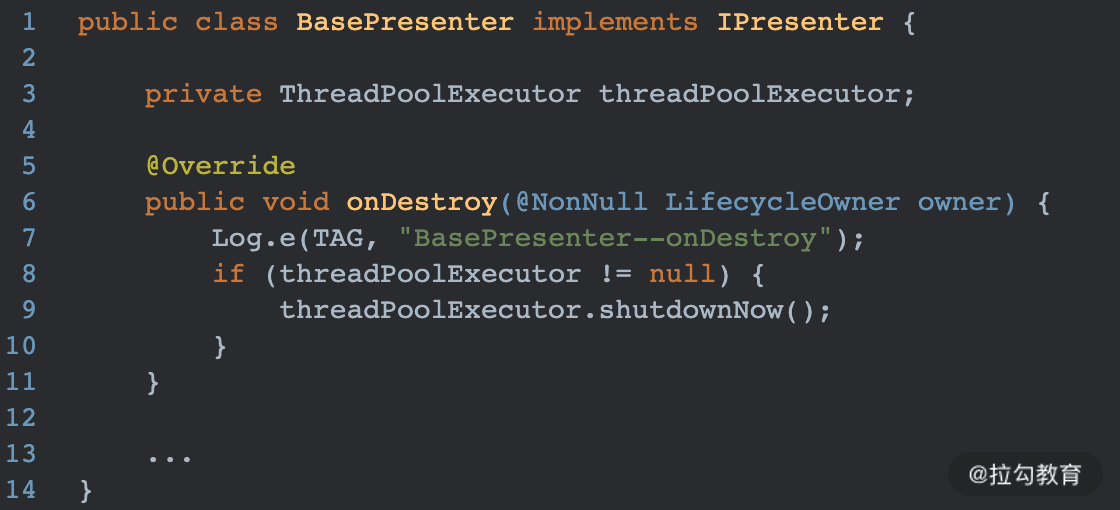 1 public class BasePresenter implements IPresenter {
2
3     private ThreadPoolExecutor threadPoolExecutor;
4
5     @Override
6     public void onDestroy(@NonNull LifecycleOwner owner) {
7         Log.e(TAG, "BasePresenter--onDestroy");
8         if (threadPoolExecutor != null) {
9             threadPoolExecutor.shutdownNow();
10         }
11     }
12
13     ...
14 }
@拉勾教育